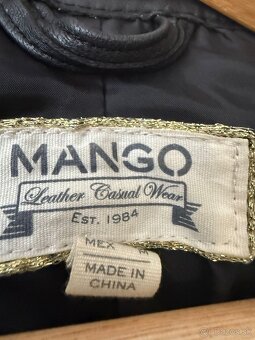 MANGO
Leather Casual Wear
EST. 1984
MEX
MADE IN
CHINA